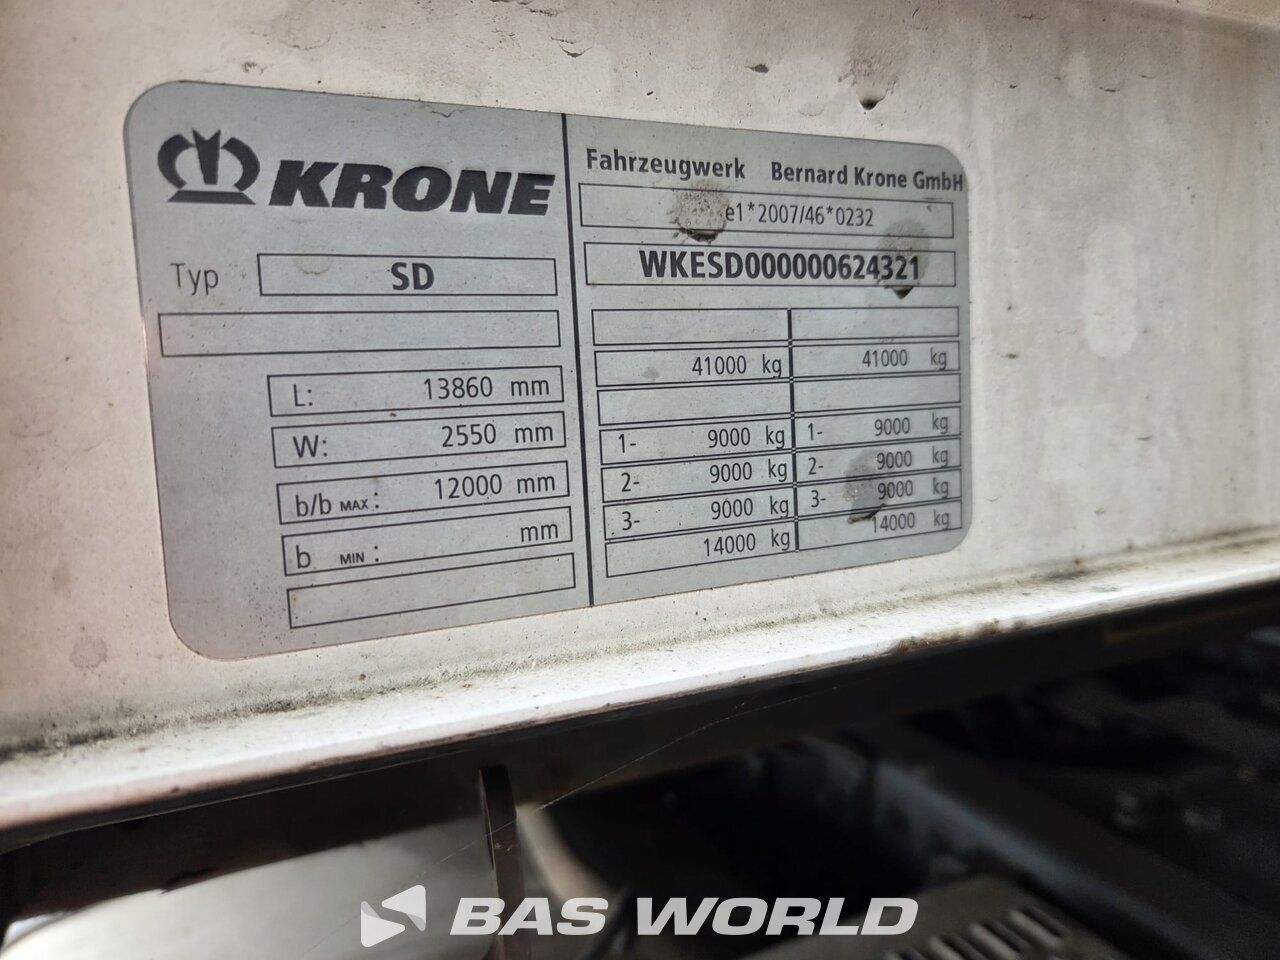 KRONE
Typ SD
L: 13860 mm
W: 2550 mm
b/b MAX : 12000 mm
b MIN : mm
Fahrzeugwerk Bernard Krone GmbH
e1*2007/46*0232
WKESD000000624321
41000 kg 41000 kg
1- 9000 kg 1- 9000 kg
2- 9000 kg 2- 9000 kg
3- 9000 kg 3- 9000 kg
14000 kg 14000 kg
BAS WORLD